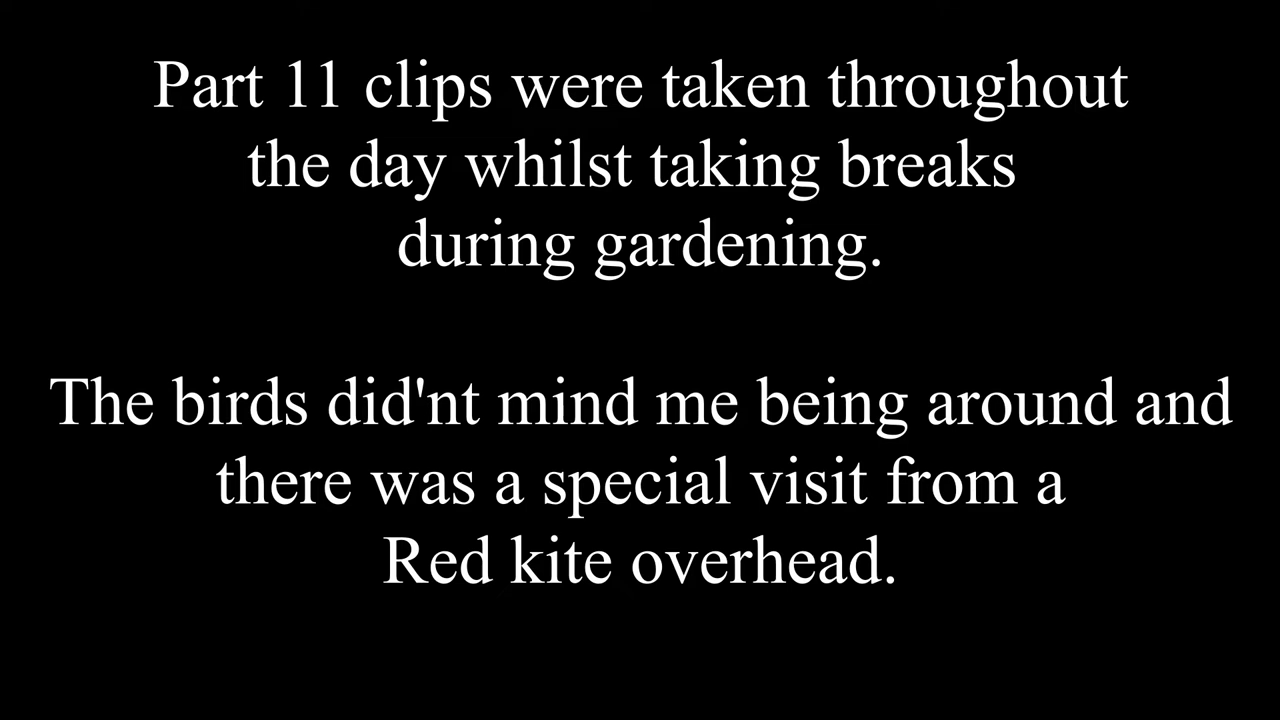 Part 11 clips were taken throughout
the day whilst taking breaks
during gardening.
The birds did'nt mind me being around and
there was a special visit from a
Red kite overhead.